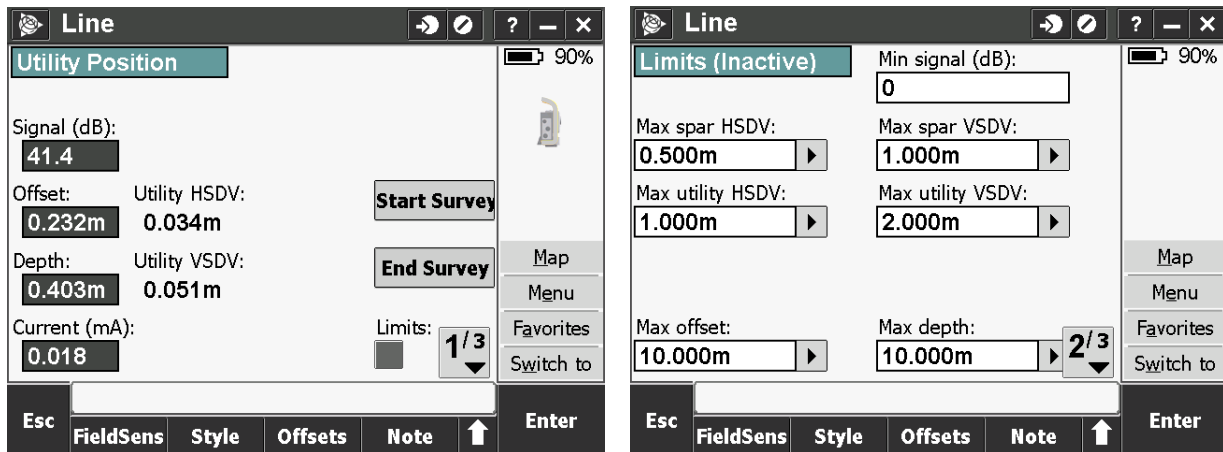 Line
? – X
Utility Position
90%
Signal (dB):
41.4
Offset:
Utility HSDV:
0.232m
0.034m
Start Survey
Depth:
Utility VSDV:
0.403m
0.051m
End Survey
Current (mA):
Limits:
0.018
1/3
Map
Menu
Favorites
Switch to
Esc
FieldSens
Style
Offsets
Note
Enter
Line
? – X
Limits (Inactive)
Min signal (dB):
0
90%
Max spar HSDV:
Max spar VSDV:
0.500m
1.000m
Max utility HSDV:
Max utility VSDV:
1.000m
2.000m
Max offset:
Max depth:
10.000m
10.000m
2/3
Map
Menu
Favorites
Switch to
Esc
FieldSens
Style
Offsets
Note
Enter